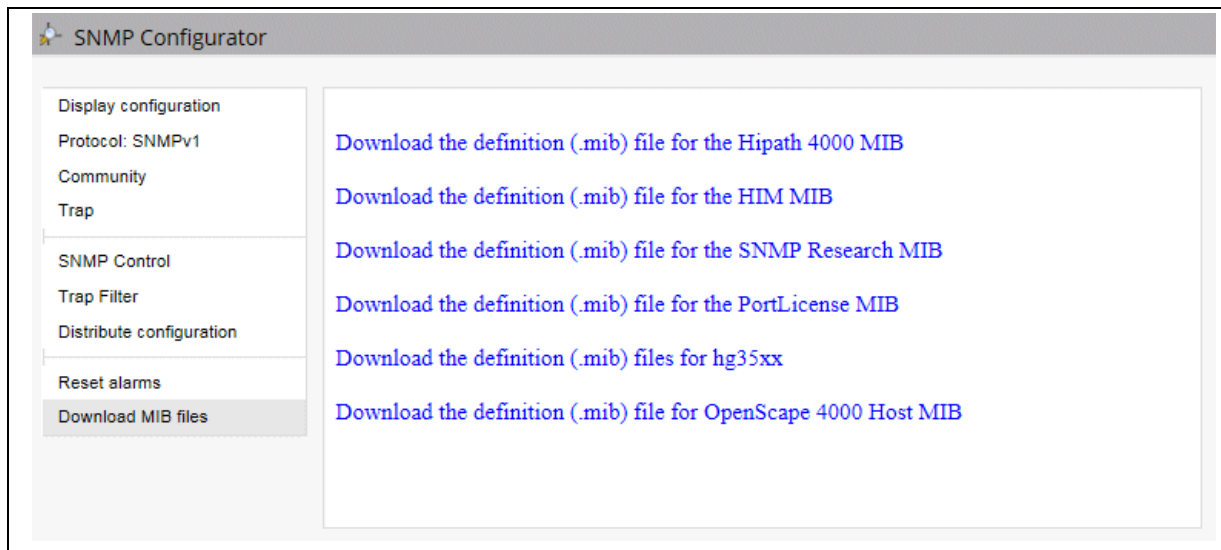 SNMP Configurator
Display configuration
Protocol: SNMPv1
Community
Trap
SNMP Control
Trap Filter
Distribute configuration
Reset alarms
Download MIB files
Download the definition (.mib) file for the Hipath 4000 MIB
Download the definition (.mib) file for the HIM MIB
Download the definition (.mib) file for the SNMP Research MIB
Download the definition (.mib) file for the PortLicense MIB
Download the definition (.mib) files for hg35xx
Download the definition (.mib) file for OpenScape 4000 Host MIB